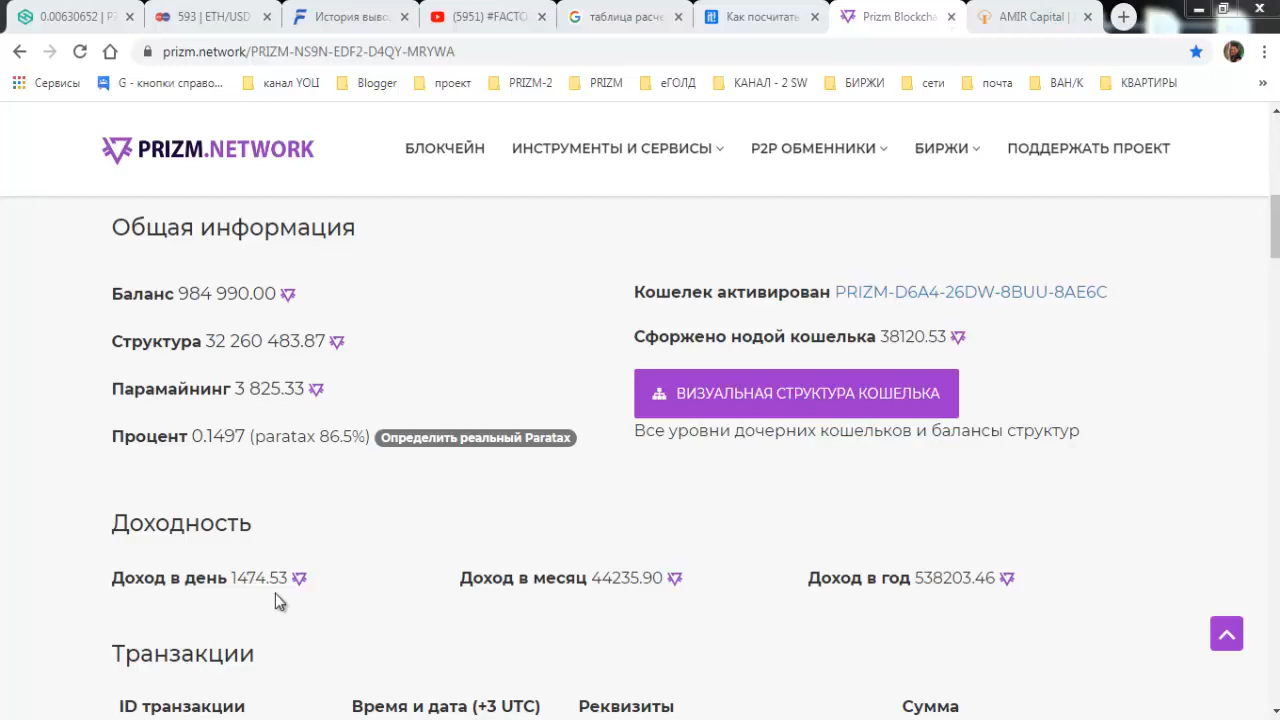 0.00630652 | P
593 | ETH/USD
История выво
(5951) #FACTO
таблица расче
Как посчитать
Prizm Blockcha
AMIR Capital |
prizm.network/PRIZM-NS9N-EDF2-D4QY-MRYWA
Сервисы
G - кнопки справо...
канал YOLI
Blogger
проект
PRIZM-2
PRIZM
еГОЛД
КАНАЛ - 2 SW
БИРЖИ
сети
почта
ВАН/К
КВАРТИРЫ
PRIZM.NETWORK
БЛОКЧЕЙН
ИНСТРУМЕНТЫ И СЕРВИСЫ
P2P ОБМЕННИКИ
БИРЖИ
ПОДДЕРЖАТЬ ПРОЕКТ
Общая информация
Баланс 984 990.00
Структура 32 260 483.87
Парамайнинг 3 825.33
Процент 0.1497 (paratax 86.5%) Определить реальный Paratax
Кошелек активирован PRIZM-D6A4-26DW-8BUU-8AE6C
Сфоржено нодой кошелька 38120.53
ВИЗУАЛЬНАЯ СТРУКТУРА КОШЕЛЬКА
Все уровни дочерних кошельков и балансы структур
Доходность
Доход в день 1474.53
Доход в месяц 44235.90
Доход в год 538203.46
Транзакции
ID транзакции
Время и дата (+3 UTC)
Реквизиты
Сумма